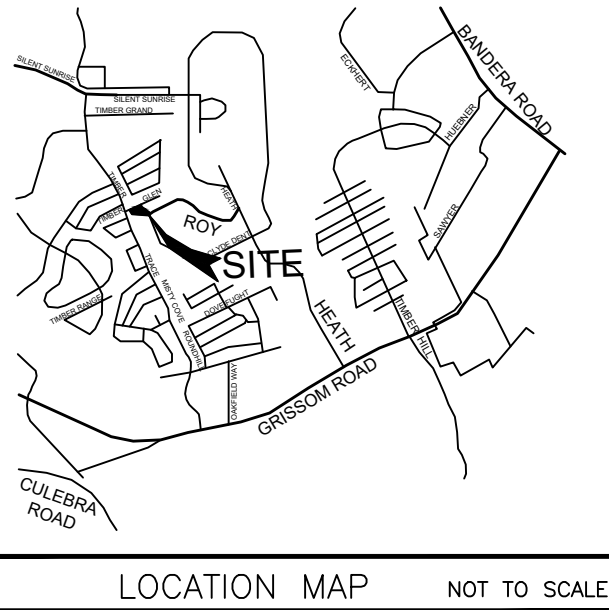 SILENT SUNRISE
SILENT SUNRISE
TIMBER GRAND
ECKHERT
BANDERA ROAD
HUEBNER
SAWYER
TIMBER
GLEN
HEATH
TIMBER
ROY
CLYDE DENT
SITE
TRACE
MISTY COVE
TIMBER RANGE
DOVE FLIGHT
ROUNDHILL
HEATH
TIMBER HILL
OAKFIELD WAY
GRISSOM ROAD
CULEBRA
ROAD
LOCATION MAP NOT TO SCALE